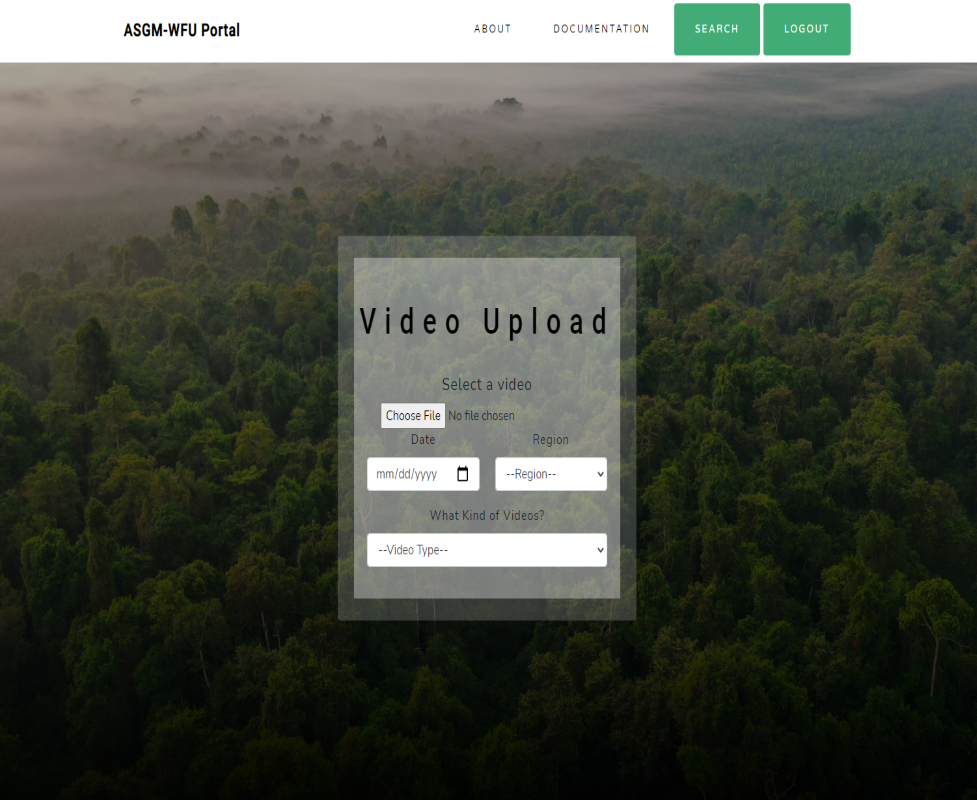 ASGM-WFU Portal ABOUT DOCUMENTATION SEARCH LOGOUT
Video Upload
Select a video
Choose File No file chosen
Date Region
mm/dd/yyyy --Region--
What Kind of Videos?
--Video Type--